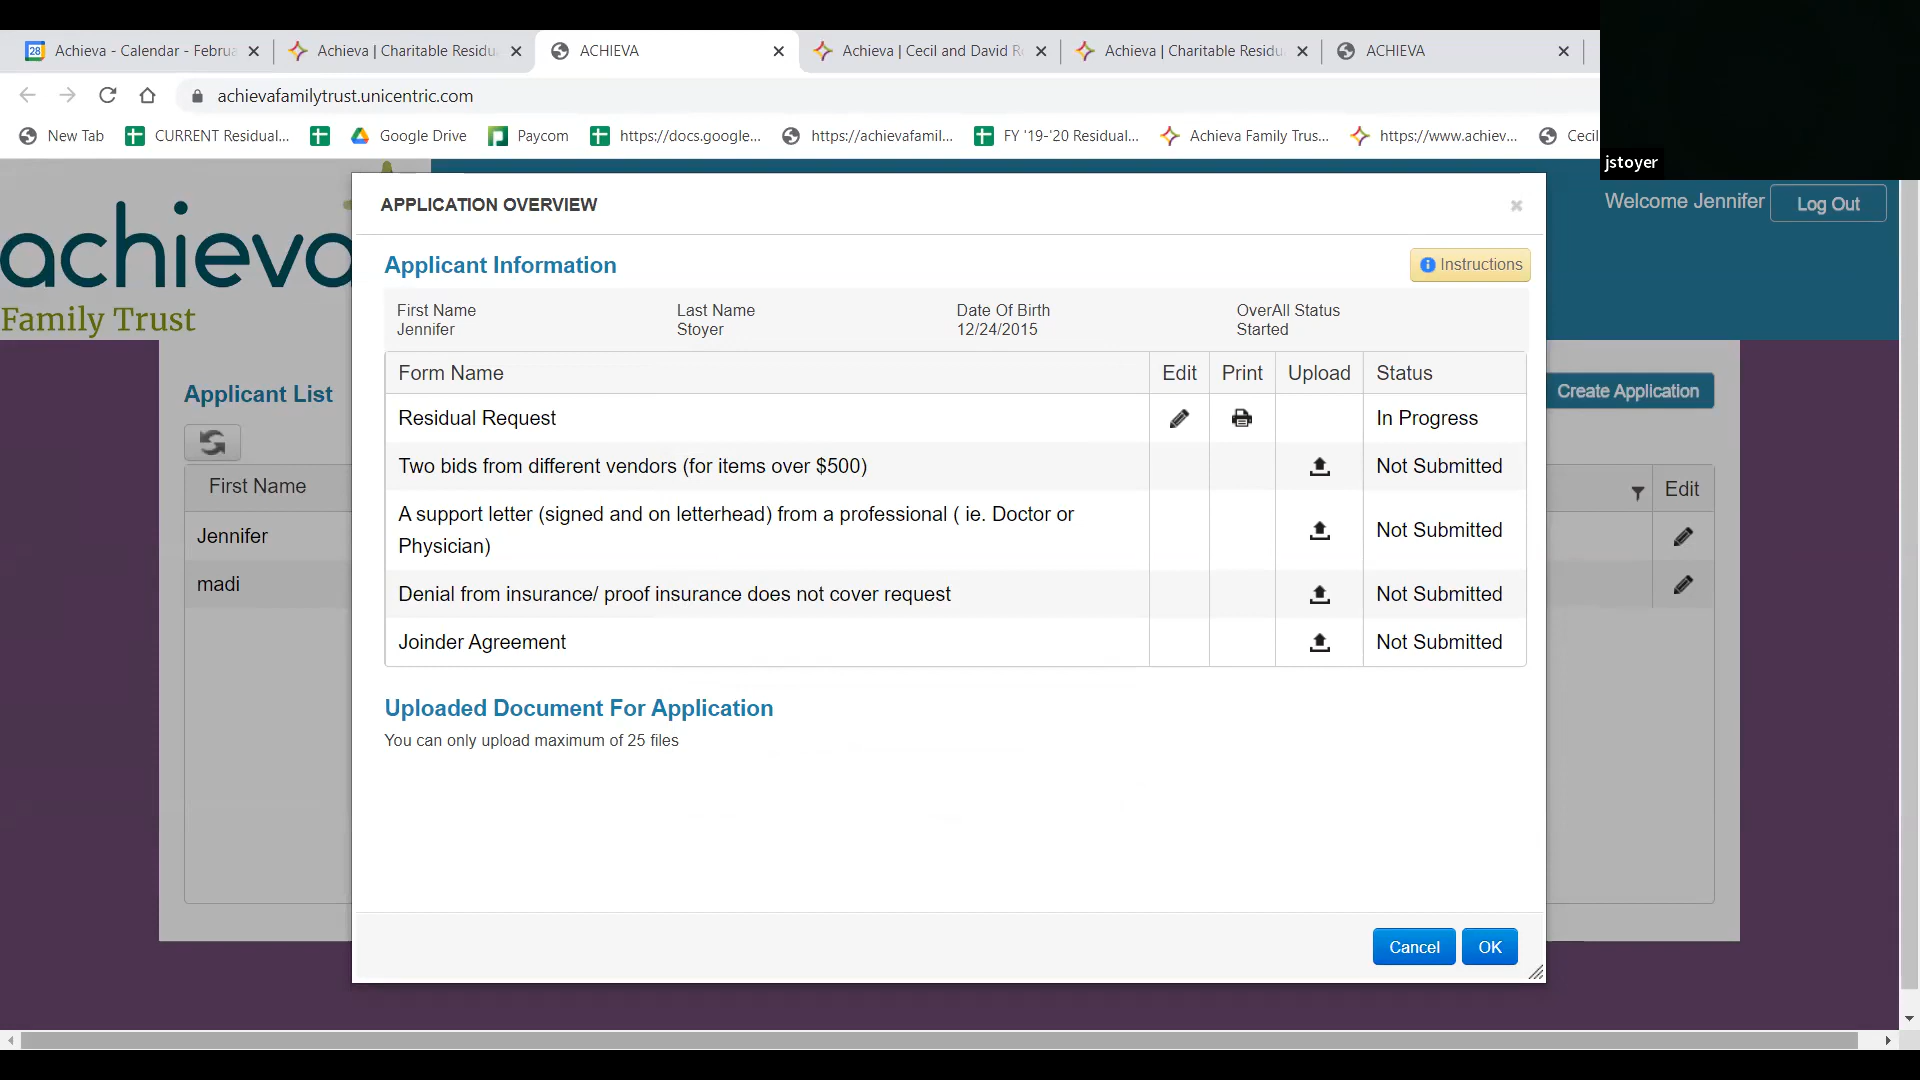 28 Achieva - Calendar - Februa
Achieva | Charitable Residu
ACHIEVA
Achieva | Cecil and David R
Achieva | Charitable Residu
ACHIEVA
achievafamilytrust.unicentric.com
New Tab
CURRENT Residual...
Google Drive
Paycom
https://docs.google...
https://achievafamil...
FY '19-'20 Residual...
Achieva Family Trus...
https://www.achiev...
Cecil
jstoyer
achieva
Family Trust
Welcome Jennifer
Log Out
APPLICATION OVERVIEW
Applicant Information
Instructions
First Name
Jennifer
Last Name
Stoyer
Date Of Birth
12/24/2015
OverAll Status
Started
Form Name Edit Print Upload Status
Residual Request In Progress
Two bids from different vendors (for items over $500) Not Submitted
A support letter (signed and on letterhead) from a professional ( ie. Doctor or
Physician) Not Submitted
Denial from insurance/ proof insurance does not cover request Not Submitted
Joinder Agreement Not Submitted
Uploaded Document For Application
You can only upload maximum of 25 files
Cancel
OK
Applicant List
Create Application
First Name
Edit
Jennifer
madi